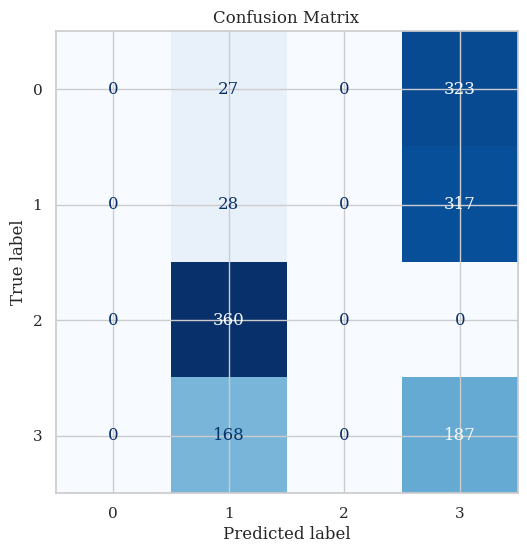 Confusion Matrix
True label
0 0 27 0 323
1 0 28 0 317
2 0 360 0 0
3 0 168 0 187
0 1 2 3
Predicted label